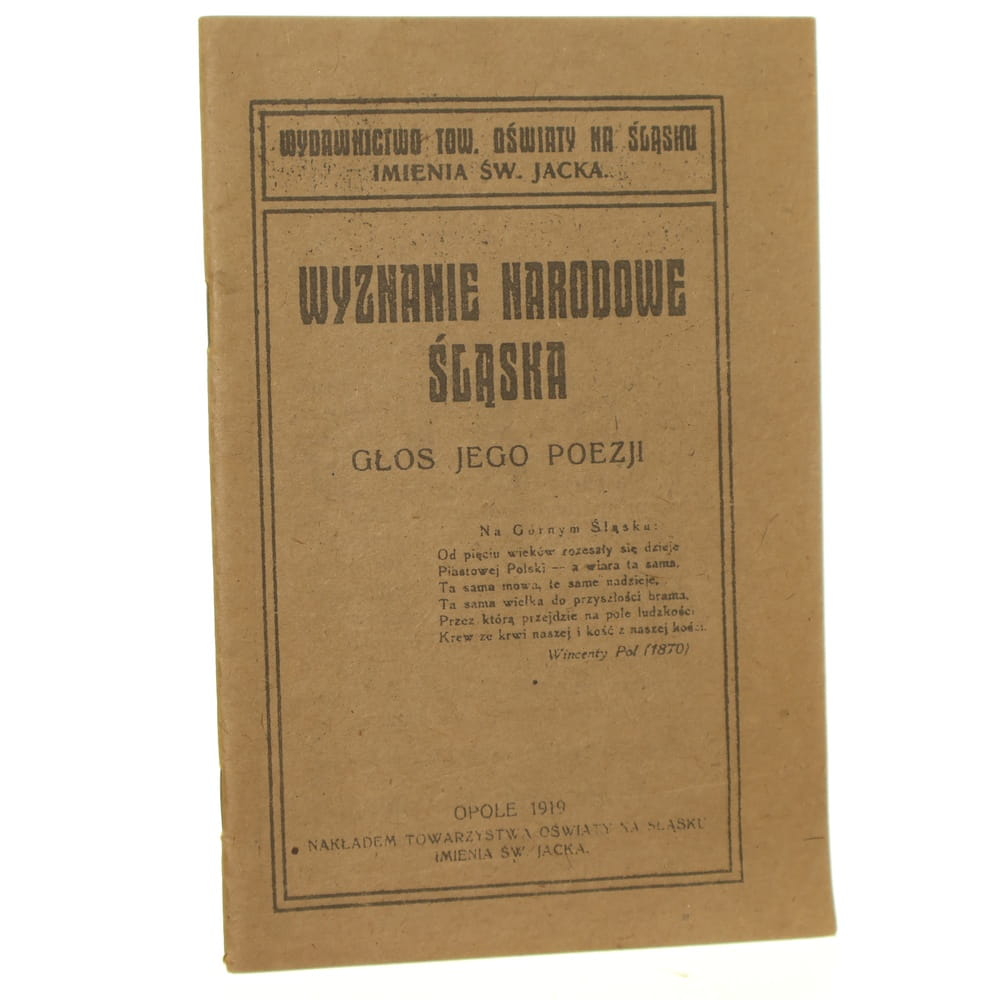 WYDAWNICTWO TOW. OŚWIATY NA ŚLĄSKU
IMIENIA ŚW. JACKA.
WYZNANIE NARODOWE
ŚLĄSKA
GŁOS JEGO POEZJI
Na Górnym Śląsku:
Od pięciu wieków rozeszły się dzieje
Piastowej Polski — a wiara ta sama,
Ta sama mowa, te same nadzieje,
Ta sama wielka do przyszłości brama,
Przez którą przejdzie na pole ludzkości
Krew ze krwi naszej i kość z naszej kości.
Wincenty Pol (1870)
OPOLE 1919
NAKŁADEM TOWARZYSTWA OŚWIATY NA ŚLĄSKU
IMIENIA ŚW. JACKA.